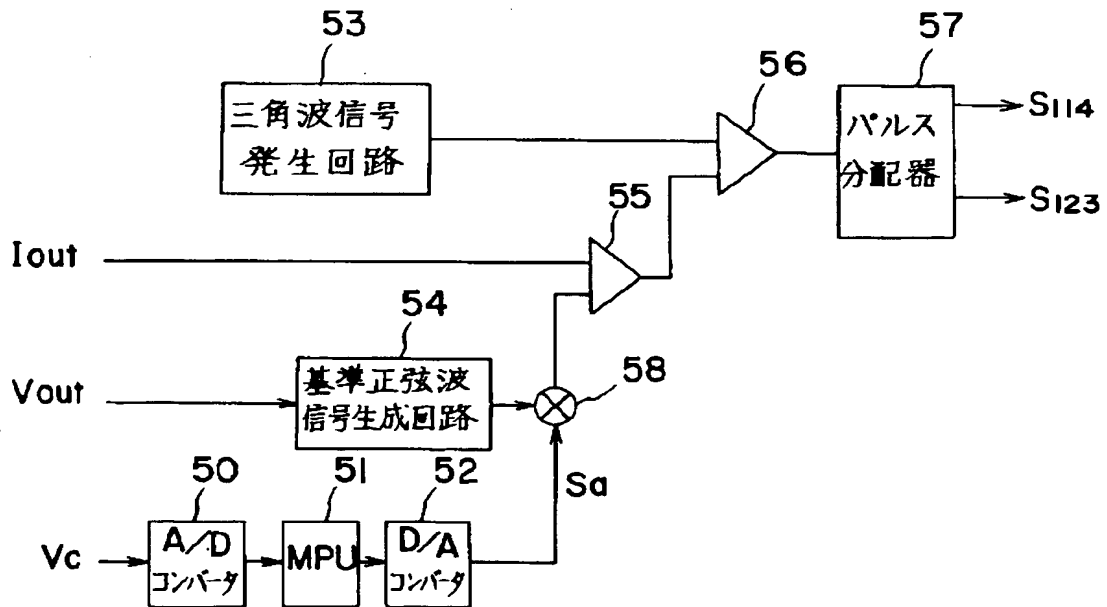 53
三角波信号
発生回路
56
57
パルス
分配器
S114
S123
55
Iout
54
Vout
基準正弦波
信号生成回路
58
50
51
52
Sa
Vc
A/D
コンバータ
MPU
D/A
コンバータ